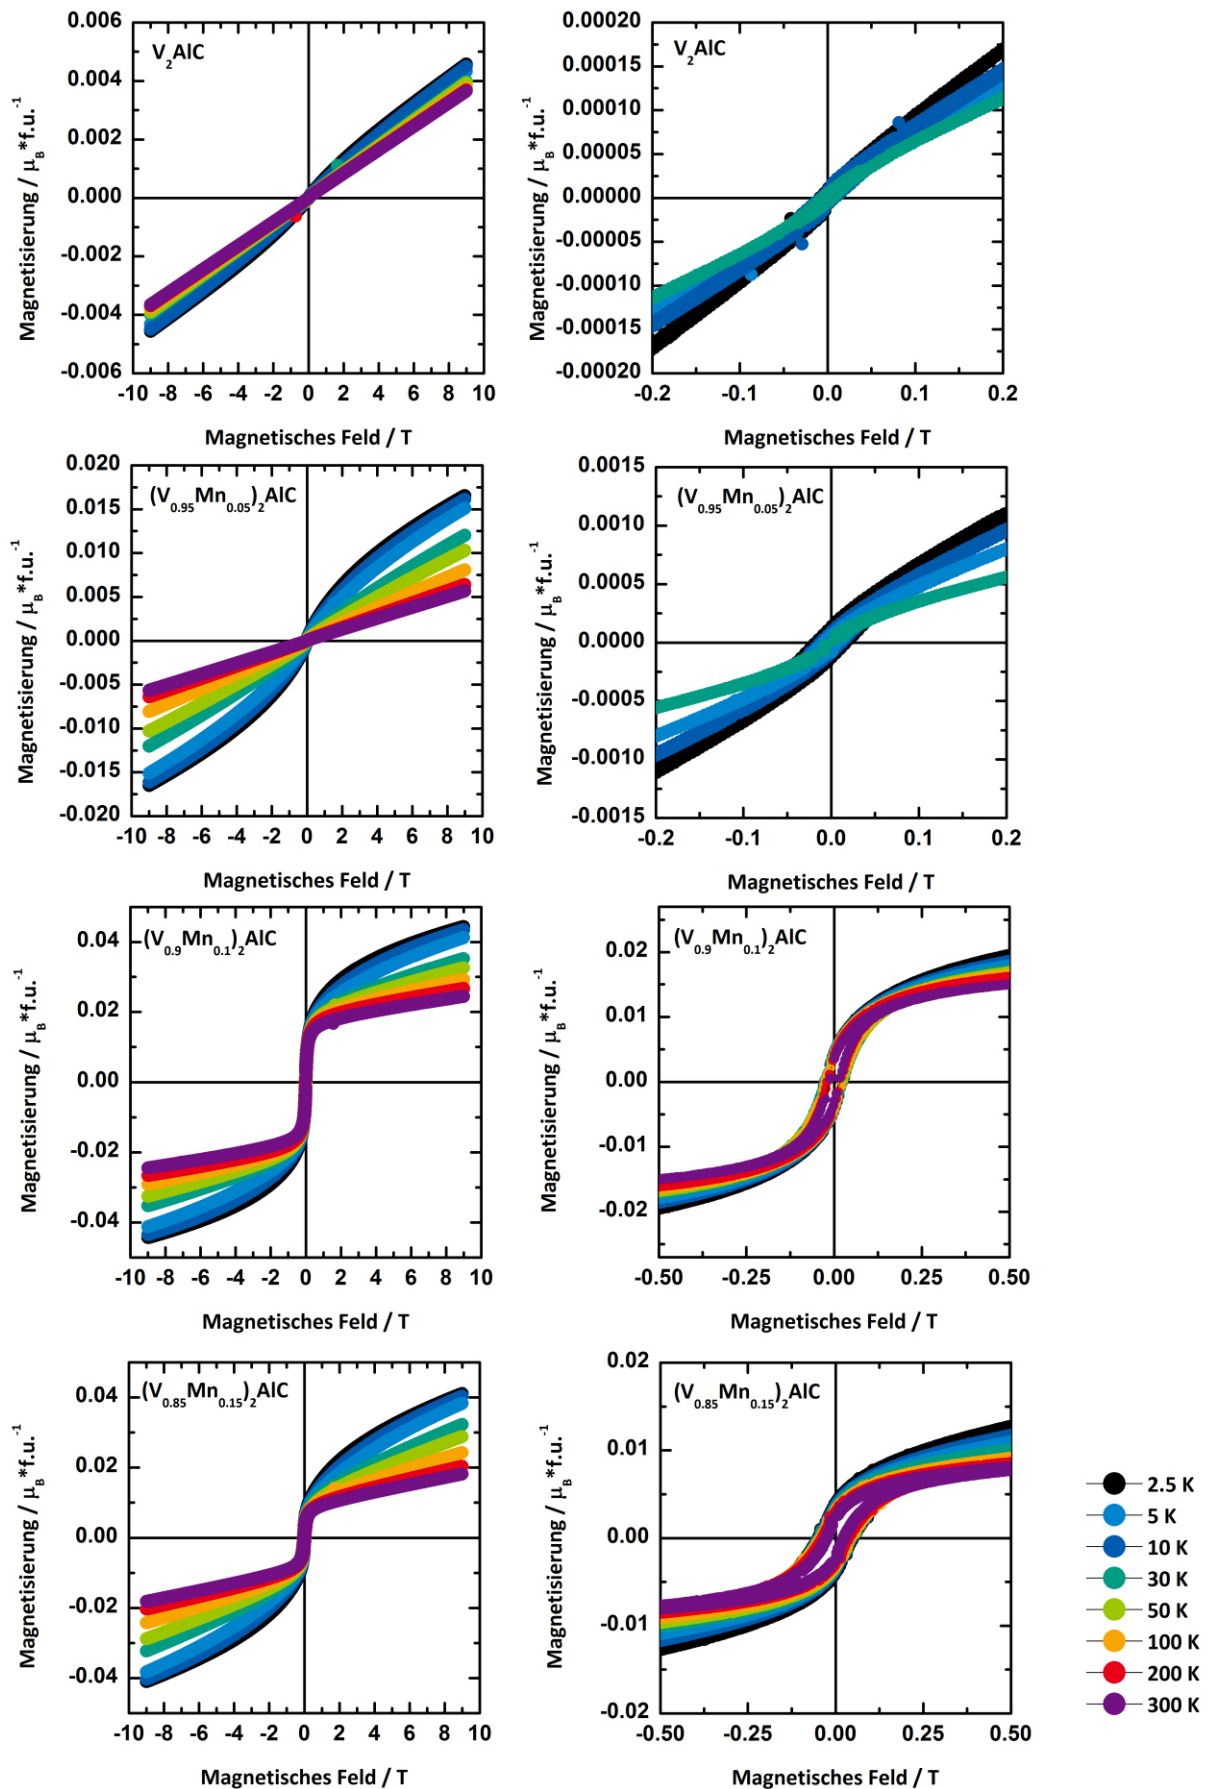 V2AlC
Magnetisierung / μB*f.u.-1
0.006
0.004
0.002
0.000
-0.002
-0.004
-0.006
-10 -8 -6 -4 -2 0 2 4 6 8 10
Magnetisches Feld / T
V2AlC
Magnetisierung / μB*f.u.-1
0.00020
0.00015
0.00010
0.00005
0.00000
-0.00005
-0.00010
-0.00015
-0.00020
-0.2 -0.1 0.0 0.1 0.2
Magnetisches Feld / T
(V0.95Mn0.05)2AlC
Magnetisierung / μB*f.u.-1
0.020
0.015
0.010
0.005
0.000
-0.005
-0.010
-0.015
-0.020
-10 -8 -6 -4 -2 0 2 4 6 8 10
Magnetisches Feld / T
(V0.95Mn0.05)2AlC
Magnetisierung / μB*f.u.-1
0.0015
0.0010
0.0005
0.0000
-0.0005
-0.0010
-0.0015
-0.2 -0.1 0.0 0.1 0.2
Magnetisches Feld / T
(V0.9Mn0.1)2AlC
Magnetisierung / μB*f.u.-1
0.04
0.02
0.00
-0.02
-0.04
-10 -8 -6 -4 -2 0 2 4 6 8 10
Magnetisches Feld / T
(V0.9Mn0.1)2AlC
Magnetisierung / μB*f.u.-1
0.02
0.01
0.00
-0.01
-0.02
-0.50 -0.25 0.00 0.25 0.50
Magnetisches Feld / T
(V0.85Mn0.15)2AlC
Magnetisierung / μB*f.u.-1
0.04
0.02
0.00
-0.02
-0.04
-10 -8 -6 -4 -2 0 2 4 6 8 10
Magnetisches Feld / T
(V0.85Mn0.15)2AlC
Magnetisierung / μB*f.u.-1
0.02
0.01
0.00
-0.01
0.02
-0.50 -0.25 0.00 0.25 0.50
Magnetisches Feld / T
2.5 K
5 K
10 K
30 K
50 K
100 K
200 K
300 K